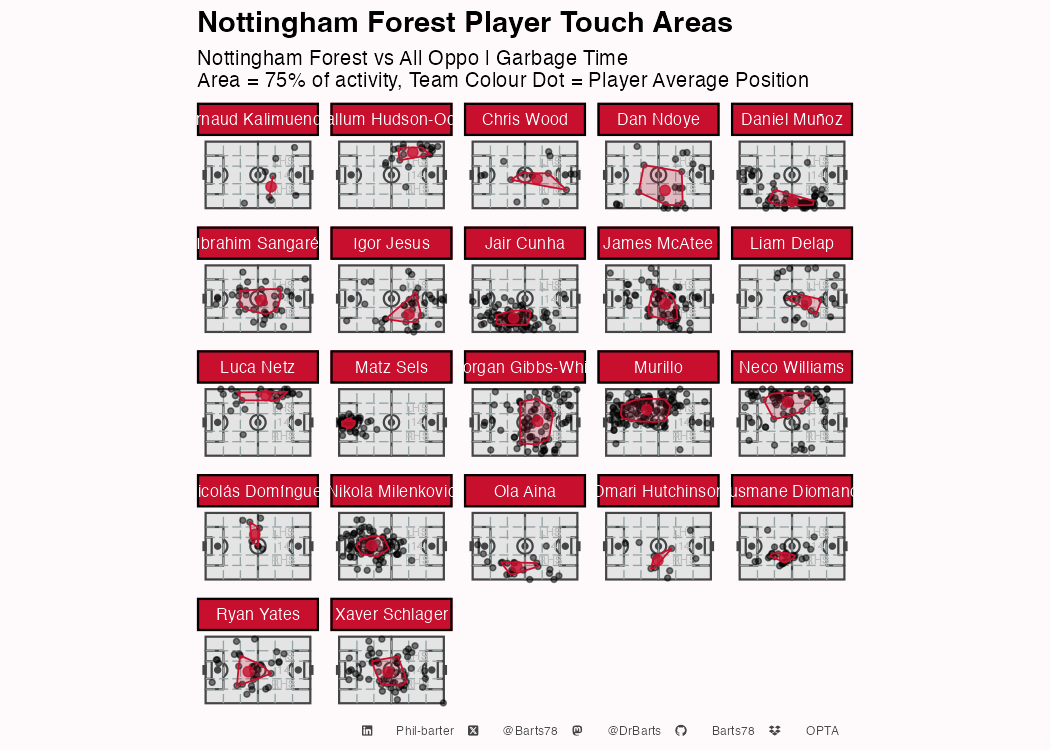 Nottingham Forest Player Touch Areas
Nottingham Forest vs All Oppo | Garbage Time
Area = 75% of activity, Team Colour Dot = Player Average Position
rnaud Kalimuend
allum Hudson-Od
Chris Wood
Dan Ndoye
Daniel Muñoz
Ibrahim Sangaré
Igor Jesus
Jair Cunha
James McAtee
Liam Delap
Luca Netz
Matz Sels
organ Gibbs-Whi
Murillo
Neco Williams
icolás Domíngue
Nikola Milenkovic
Ola Aina
Omari Hutchinson
usmane Diomand
Ryan Yates
Xaver Schlager
Phil-barter @Barts78 @DrBarts Barts78 OPTA